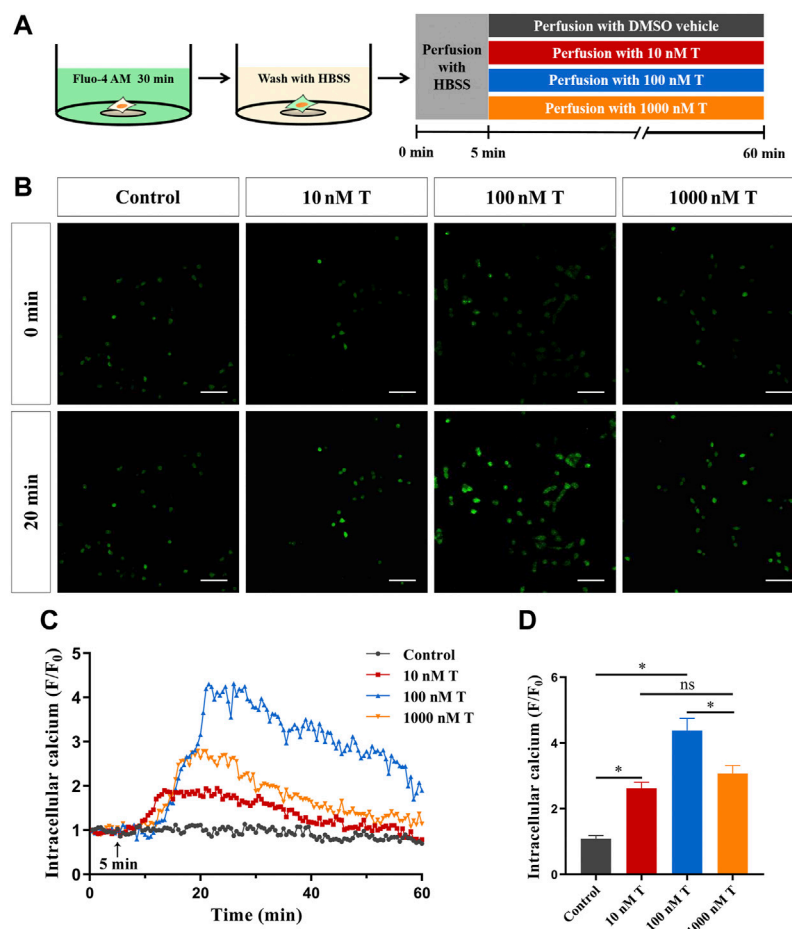 A
Fluo-4 AM 30 min
Wash with HBSS
Perfusion
with
HBSS
Perfusion with DMSO vehicle
Perfusion with 10 nM T
Perfusion with 100 nM T
Perfusion with 1000 nM T
0 min
5 min
60 min
B
Control
10 nM T
100 nM T
1000 nM T
0 min
20 min
C
Intracellular calcium (F/F0)
5
4
3
2
1
0
0
20
40
60
Time (min)
5 min
Control
10 nM T
100 nM T
1000 nM T
D
Intracellular calcium (F/F0)
6
4
2
0
*
*
ns
*
Control
10 nM T
100 nM T
1000 nM T